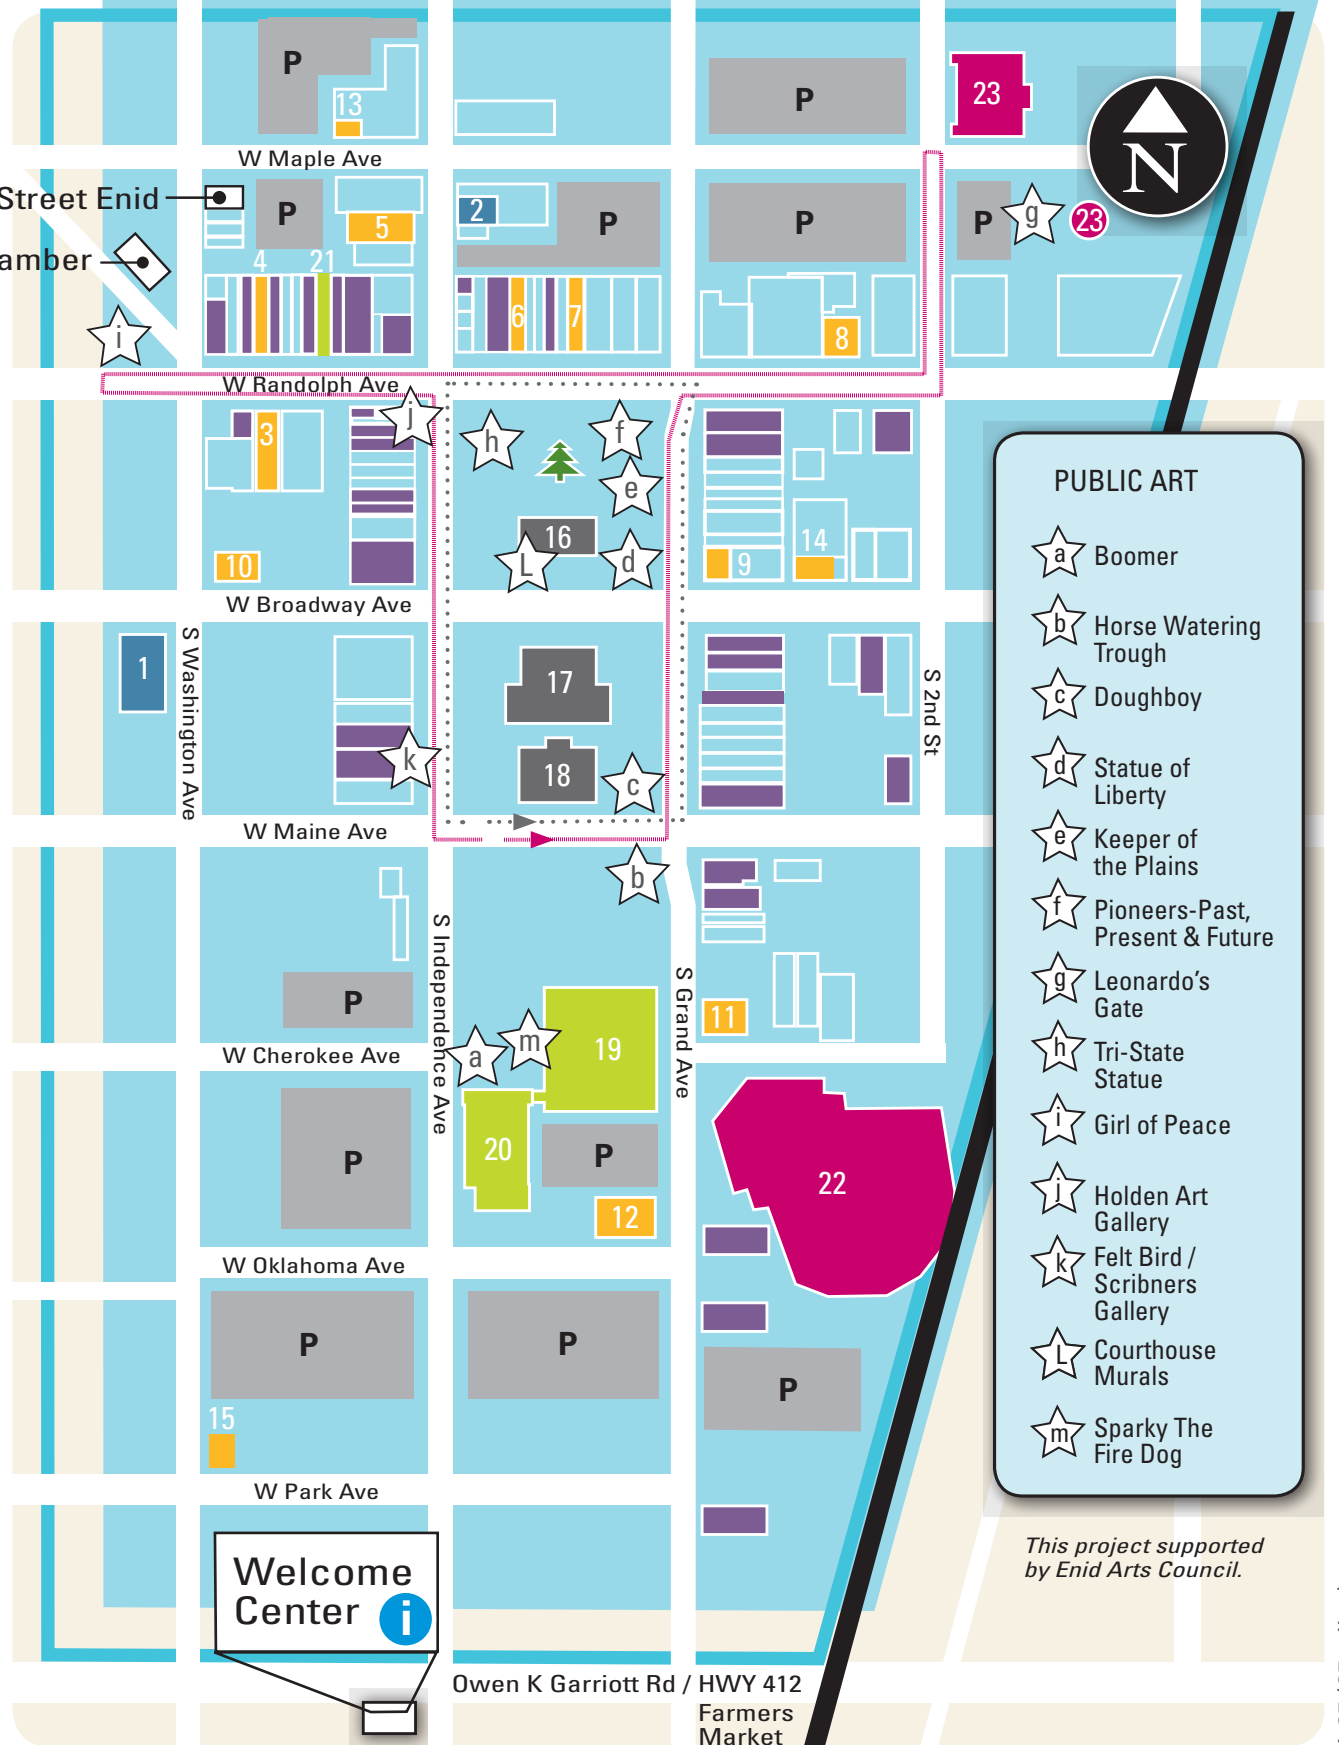 P
13
P
23
N
W Maple Ave
Street Enid
P
5
2
P
P
P
g
23
amber
4
21
6
7
8
i
W Randolph Ave
j
h
f
e
3
16
L
d
10
9
14
W Broadway Ave
1
S Washington Ave
17
18
c
k
S 2nd St
W Maine Ave
b
S Independence Ave
S Grand Ave
P
11
W Cherokee Ave
a
m
19
P
20
P
12
22
W Oklahoma Ave
P
P
P
15
W Park Ave
Welcome
Center
i
Owen K Garriott Rd / HWY 412
Farmers
Market
PUBLIC ART
a Boomer
b Horse Watering
Trough
c Doughboy
d Statue of
Liberty
e Keeper of
the Plains
f Pioneers-Past,
Present & Future
g Leonardo's
Gate
h Tri-State
Statue
i Girl of Peace
j Holden Art
Gallery
k Felt Bird /
Scribners
Gallery
L Courthouse
Murals
m Sparky The
Fire Dog
This project supported
by Enid Arts Council.